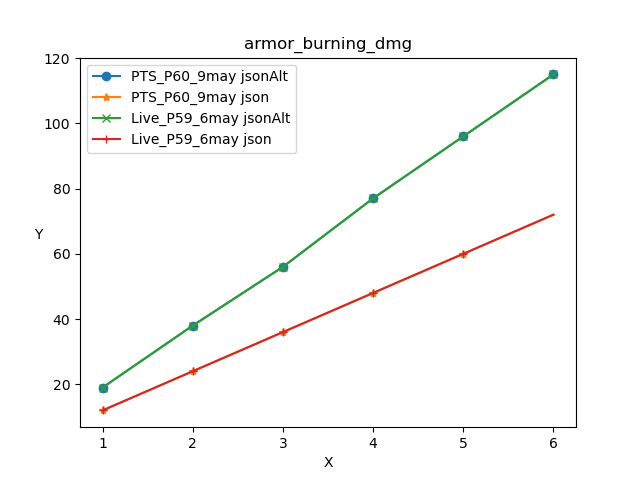 armor_burning_dmg
PTS_P60_9may jsonAlt
PTS_P60_9may json
Live_P59_6may jsonAlt
Live_P59_6may json
120
100
80
60
40
20
Y
1 2 3 4 5 6
X